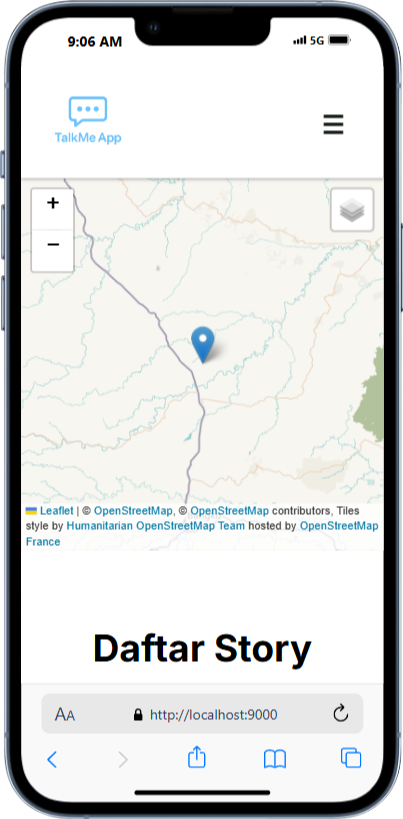 9:06 AM
5G
TalkMe App
+
−
Leaflet | © OpenStreetMap, © OpenStreetMap contributors, Tiles
style by Humanitarian OpenStreetMap Team hosted by OpenStreetMap
France
Daftar Story
AA
http://localhost:9000